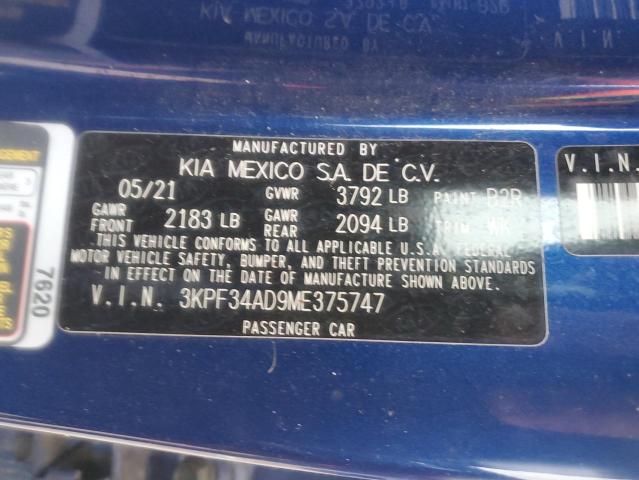 MANUFACTURED BY
KIA MEXICO S.A. DE C.V.
05/21 GVWR 3792 LB PAINT B2R
GAWR FRONT 2183 LB GAWR REAR 2094 LB TRIM WK
THIS VEHICLE CONFORMS TO ALL APPLICABLE U.S.A. FEDERAL
MOTOR VEHICLE SAFETY, BUMPER, AND THEFT PREVENTION STANDARDS
IN EFFECT ON THE DATE OF MANUFACTURE SHOWN ABOVE.
V.I.N. 3KPF34AD9ME375747
PASSENGER CAR
7620
V.I.N.